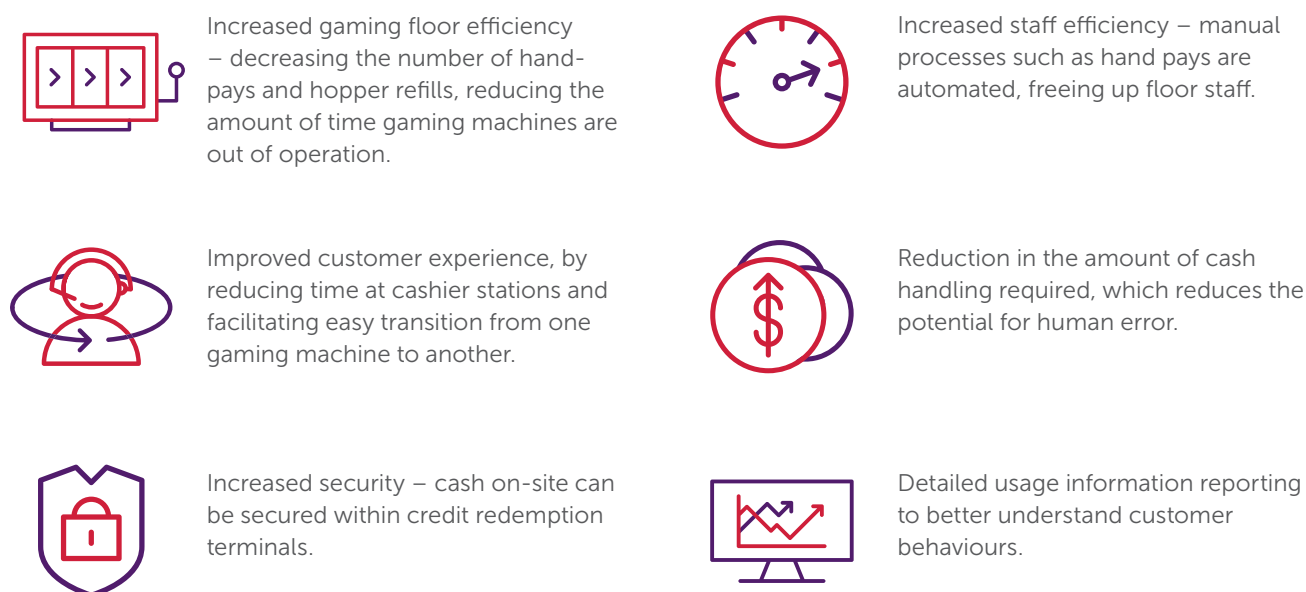 Increased gaming floor efficiency
– decreasing the number of hand-
pays and hopper refills, reducing the
amount of time gaming machines are
out of operation.
Increased staff efficiency – manual
processes such as hand pays are
automated, freeing up floor staff.
Improved customer experience, by
reducing time at cashier stations and
facilitating easy transition from one
gaming machine to another.
Reduction in the amount of cash
handling required, which reduces the
potential for human error.
Increased security – cash on-site can
be secured within credit redemption
terminals.
Detailed usage information reporting
to better understand customer
behaviours.